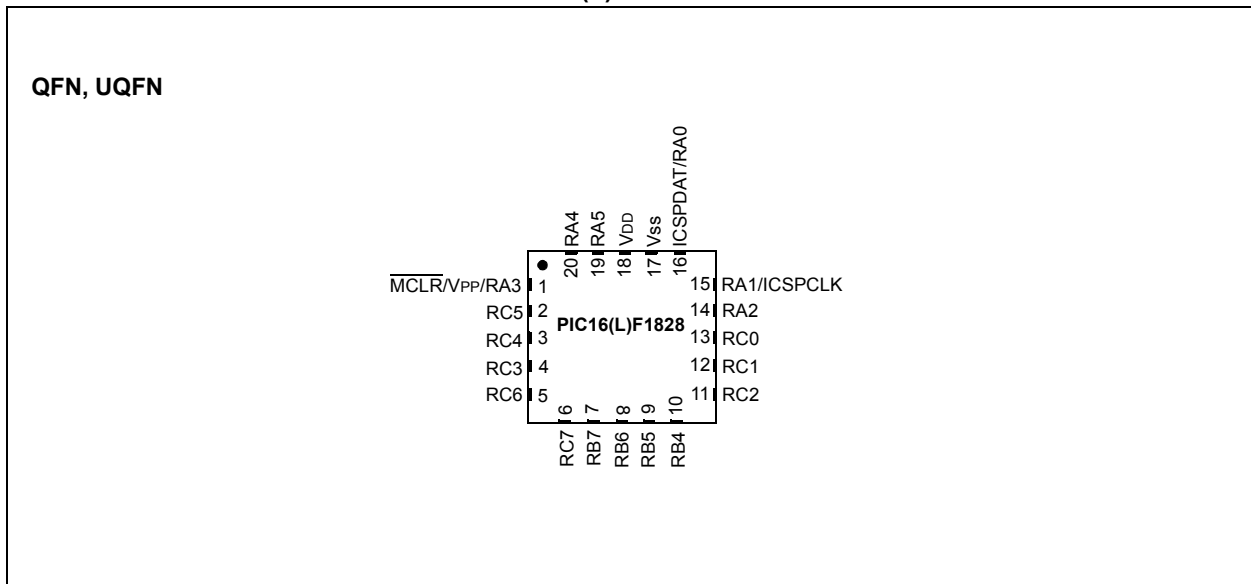 QFN, UQFN
20 RA4
19 RA5
18 VDD
17 Vss
16 ICSPDAT/RA0
MCLR/VPP/RA3 1
RC5 2
RC4 3
RC3 4
RC6 5
PIC16(L)F1828
15 RA1/ICSPCLK
14 RA2
13 RC0
12 RC1
11 RC2
RC7 6
RB7 7
RB6 8
RB5 9
RB4 10